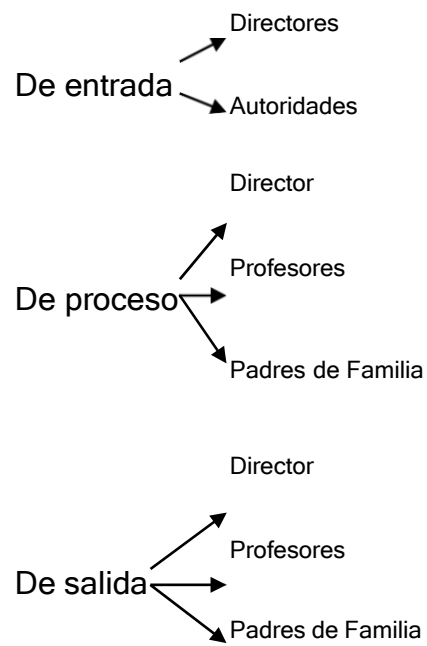 Directores
De entrada
Autoridades
Director
Profesores
De proceso
Padres de Familia
Director
Profesores
De salida
Padres de Familia